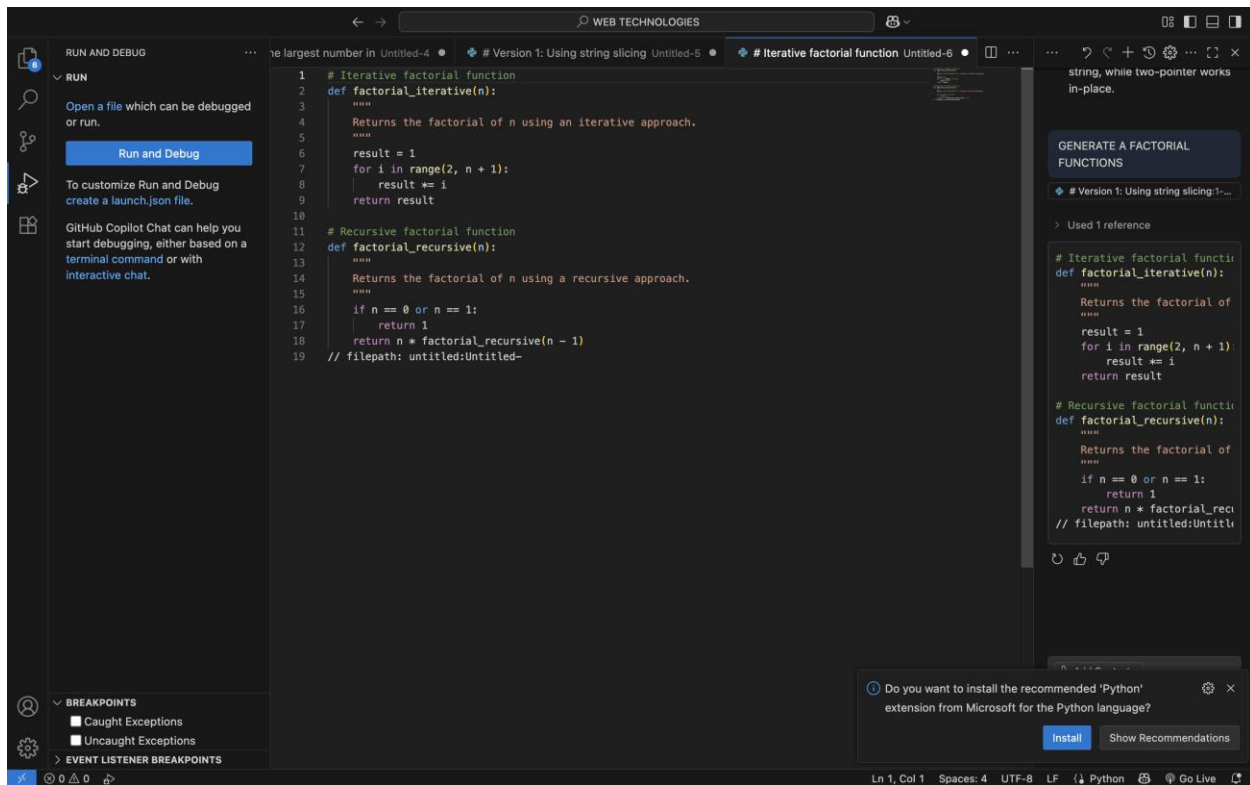 WEB TECHNOLOGIES
6
RUN AND DEBUG
RUN
Open a file which can be debugged
or run.
Run and Debug
To customize Run and Debug
create a launch.json file.
GitHub Copilot Chat can help you
start debugging, either based on a
terminal command or with
interactive chat.
BREAKPOINTS
Caught Exceptions
Uncaught Exceptions
EVENT LISTENER BREAKPOINTS
ne largest number in Untitled-4
# Version 1: Using string slicing Untitled-5
# Iterative factorial function Untitled-6
1 # Iterative factorial function
2 def factorial_iterative(n):
3 """
4 Returns the factorial of n using an iterative approach.
5 """
6 result = 1
7 for i in range(2, n + 1):
8 result *= i
9 return result
10
11 # Recursive factorial function
12 def factorial_recursive(n):
13 """
14 Returns the factorial of n using a recursive approach.
15 """
16 if n == 0 or n == 1:
17 return 1
18 return n * factorial_recursive(n - 1)
19 // filepath: untitled:Untitled-
string, while two-pointer works
in-place.
GENERATE A FACTORIAL
FUNCTIONS
# Version 1: Using string slicing:1-...
Used 1 reference
# Iterative factorial functio
def factorial_iterative(n):
"""
Returns the factorial of
"""
result = 1
for i in range(2, n + 1):
result *= i
return result
# Recursive factorial functio
def factorial_recursive(n):
"""
Returns the factorial of
"""
if n == 0 or n == 1:
return 1
return n * factorial_recu
// filepath: untitled:Untitle
Do you want to install the recommended 'Python'
extension from Microsoft for the Python language?
Install Show Recommendations
0 0
Ln 1, Col 1 Spaces: 4 UTF-8 LF Python Go Live